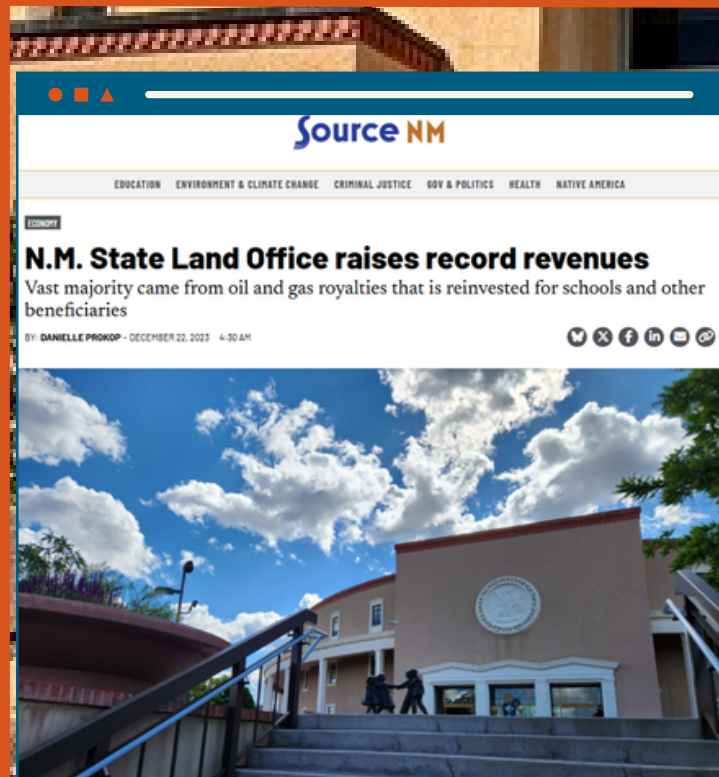 Source NM
EDUCATION ENVIRONMENT & CLIMATE CHANGE CRIMINAL JUSTICE GOV & POLITICS HEALTH NATIVE AMERICA
ECONOMY
N.M. State Land Office raises record revenues
Vast majority came from oil and gas royalties that is reinvested for schools and other
beneficiaries
BY: DANIELLE PROKOP - DECEMBER 22, 2023 4:30 AM